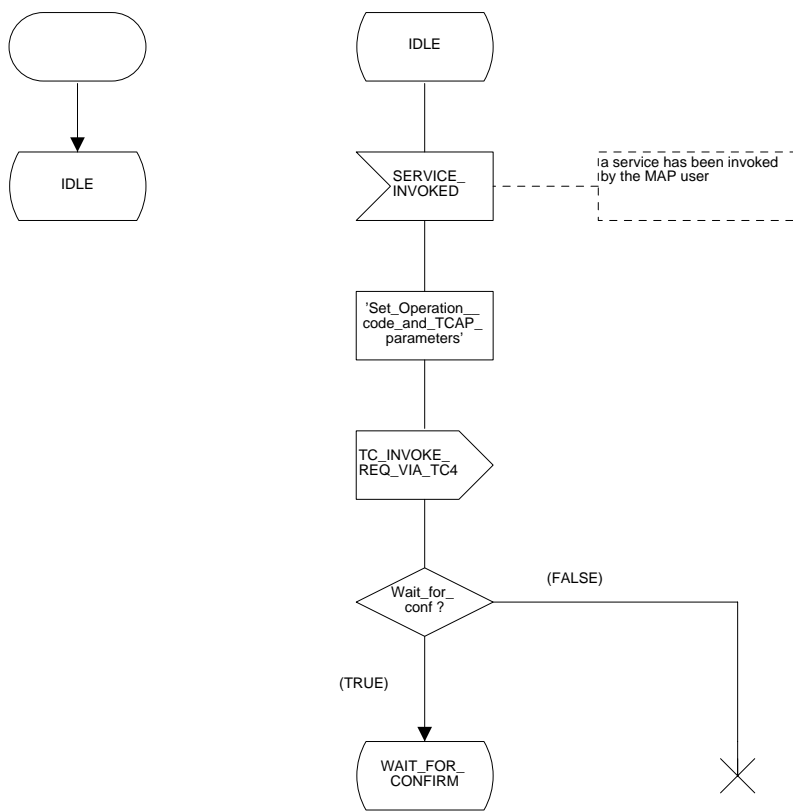 IDLE
IDLE
SERVICE_
INVOKED
a service has been invoked
by the MAP user
'Set_Operation__
code_and_TCAP_
parameters'
TC_INVOKE_
REQ_VIA_TC4
Wait_for_
conf ?
(FALSE)
(TRUE)
WAIT_FOR_
CONFIRM